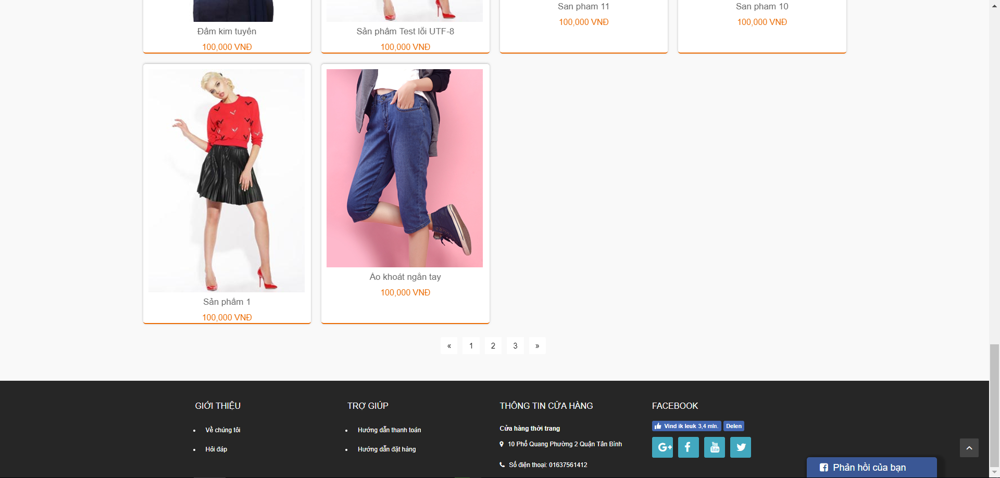 San pham 11
San pham 10
100,000 VNĐ
100,000 VNĐ
Đầm kim tuyến
Sản phẩm Test lỗi UTF-8
100,000 VNĐ
100,000 VNĐ
Áo khoát ngắn tay
100,000 VNĐ
Sản phẩm 1
100,000 VNĐ
« 1 2 3 »
GIỚI THIỆU
Về chúng tôi
Hỏi đáp
TRỢ GIÚP
Hướng dẫn thanh toán
Hướng dẫn đặt hàng
THÔNG TIN CỬA HÀNG
Cửa hàng thời trang
10 Phổ Quang Phường 2 Quận Tân Bình
Số điện thoại: 01637561412
FACEBOOK
Vind ik leuk 3,4 mln. Delen
G+ f You Tube
Phản hồi của bạn